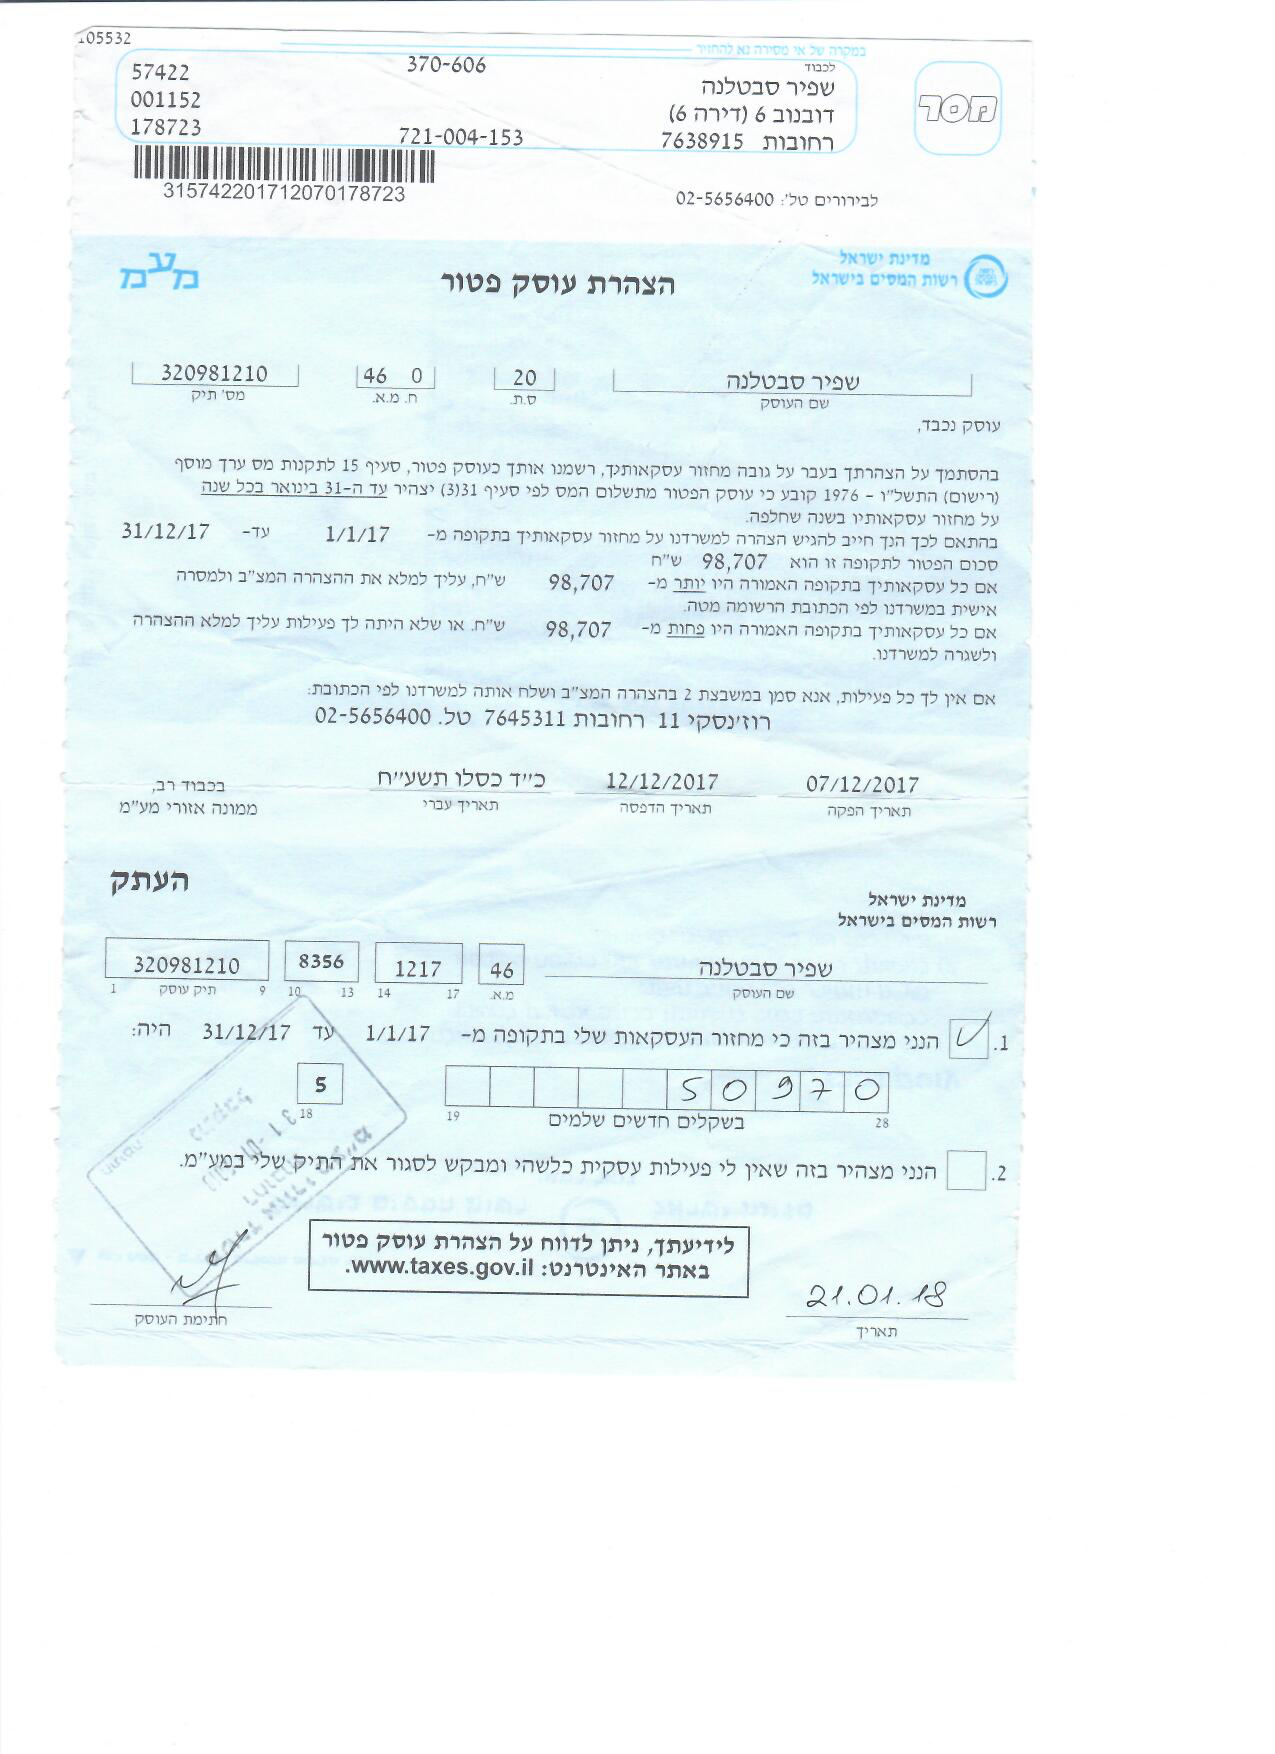 105532
במקרה של אי מסירה נא להחזיר
לכבוד
57422 370-606 שפיר סבטלנה
001152 דובנוב 6 (דירה 6)
178723 721-004-153 רחובות 7638915
מסר
315742201712070178723
לבירורים טל': 02-5656400
מדינת ישראל
רשות המסים בישראל
מע"מ
הצהרת עוסק פטור
שפיר סבטלנה 20 0 46 320981210
שם העוסק ס.ת. ח. מ.א. מס' תיק
עוסק נכבד,
בהסתמך על הצהרתך בעבר על גובה מחזור עסקאותיך, רשמנו אותך כעוסק פטור, סעיף 15 לתקנות מס ערך מוסף
(רישום) התשל"ו - 1976 קובע כי עוסק הפטור מתשלום המס לפי סעיף 31(3) יצהיר עד ה-31 בינואר בכל שנה
על מחזור עסקאותיו בשנה שחלפה.
בהתאם לכך הנך חייב להגיש הצהרה למשרדנו על מחזור עסקאותיך בתקופה מ- 1/1/17 עד- 31/12/17
סכום הפטור לתקופה זו הוא 98,707 ש"ח
אם כל עסקאותיך בתקופה האמורה היו יותר מ- 98,707 ש"ח, עליך למלא את ההצהרה המצ"ב ולמסרה
אישית במשרדנו לפי הכתובת הרשומה מטה.
אם כל עסקאותיך בתקופה האמורה היו פחות מ- 98,707 ש"ח. או שלא היתה לך פעילות עליך למלא ההצהרה
ולשגרה למשרדנו.
אם אין לך כל פעילות, אנא סמן במשבצת 2 בהצהרה המצ"ב ושלח אותה למשרדנו לפי הכתובת:
רוז'נסקי 11 רחובות 7645311 טל. 02-5656400
07/12/2017 12/12/2017 כ"ד כסלו תשע"ח בכבוד רב,
תאריך הפקה תאריך הדפסה תאריך עברי ממונה אזורי מע"מ
העתק
מדינת ישראל
רשות המסים בישראל
שפיר סבטלנה 46 1217 8356 320981210
שם העוסק מ.א. 17 14 13 10 9 תיק עוסק 1
1. הנני מצהיר בזה כי מחזור העסקאות שלי בתקופה מ- 1/1/17 עד 31/12/17 היה:
5 50970
18 19 בשקלים חדשים שלמים 28
2. הנני מצהיר בזה שאין לי פעילות עסקית כלשהי ומבקש לסגור את התיק שלי במע"מ.
לידיעתך, ניתן לדווח על הצהרת עוסק פטור
באתר האינטרנט: www.taxes.gov.il.
21.01.18
תאריך חתימת העוסק